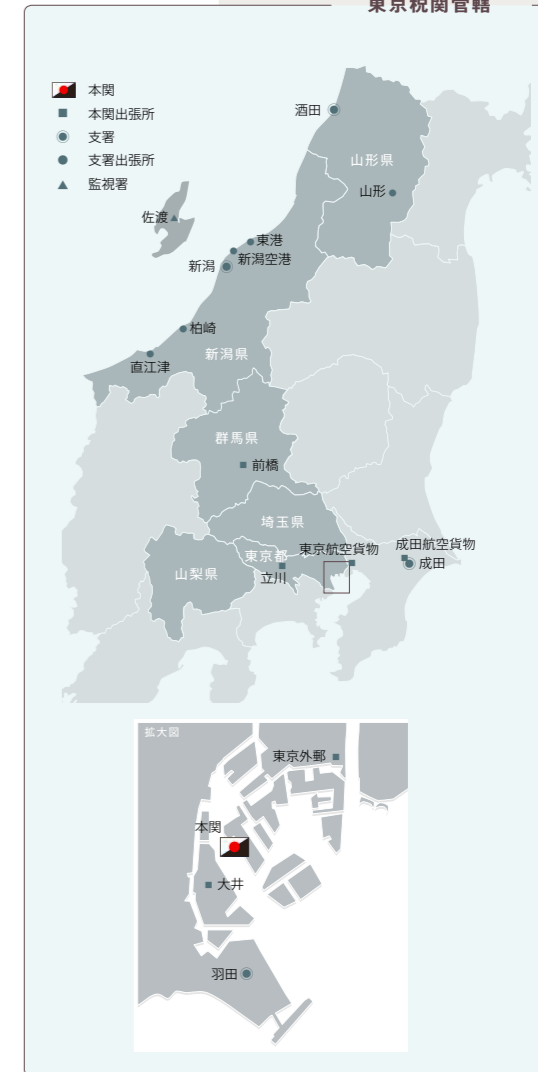 東京税関管轄
本関
本関出張所
支署
支署出張所
監視署
酒田
山形県
山形
佐渡
東港
新潟空港
新潟
柏崎
新潟県
直江津
群馬県
前橋
埼玉県
東京都
東京航空貨物
成田航空貨物
成田
山梨県
立川
拡大図
東京外郵
本関
大井
羽田